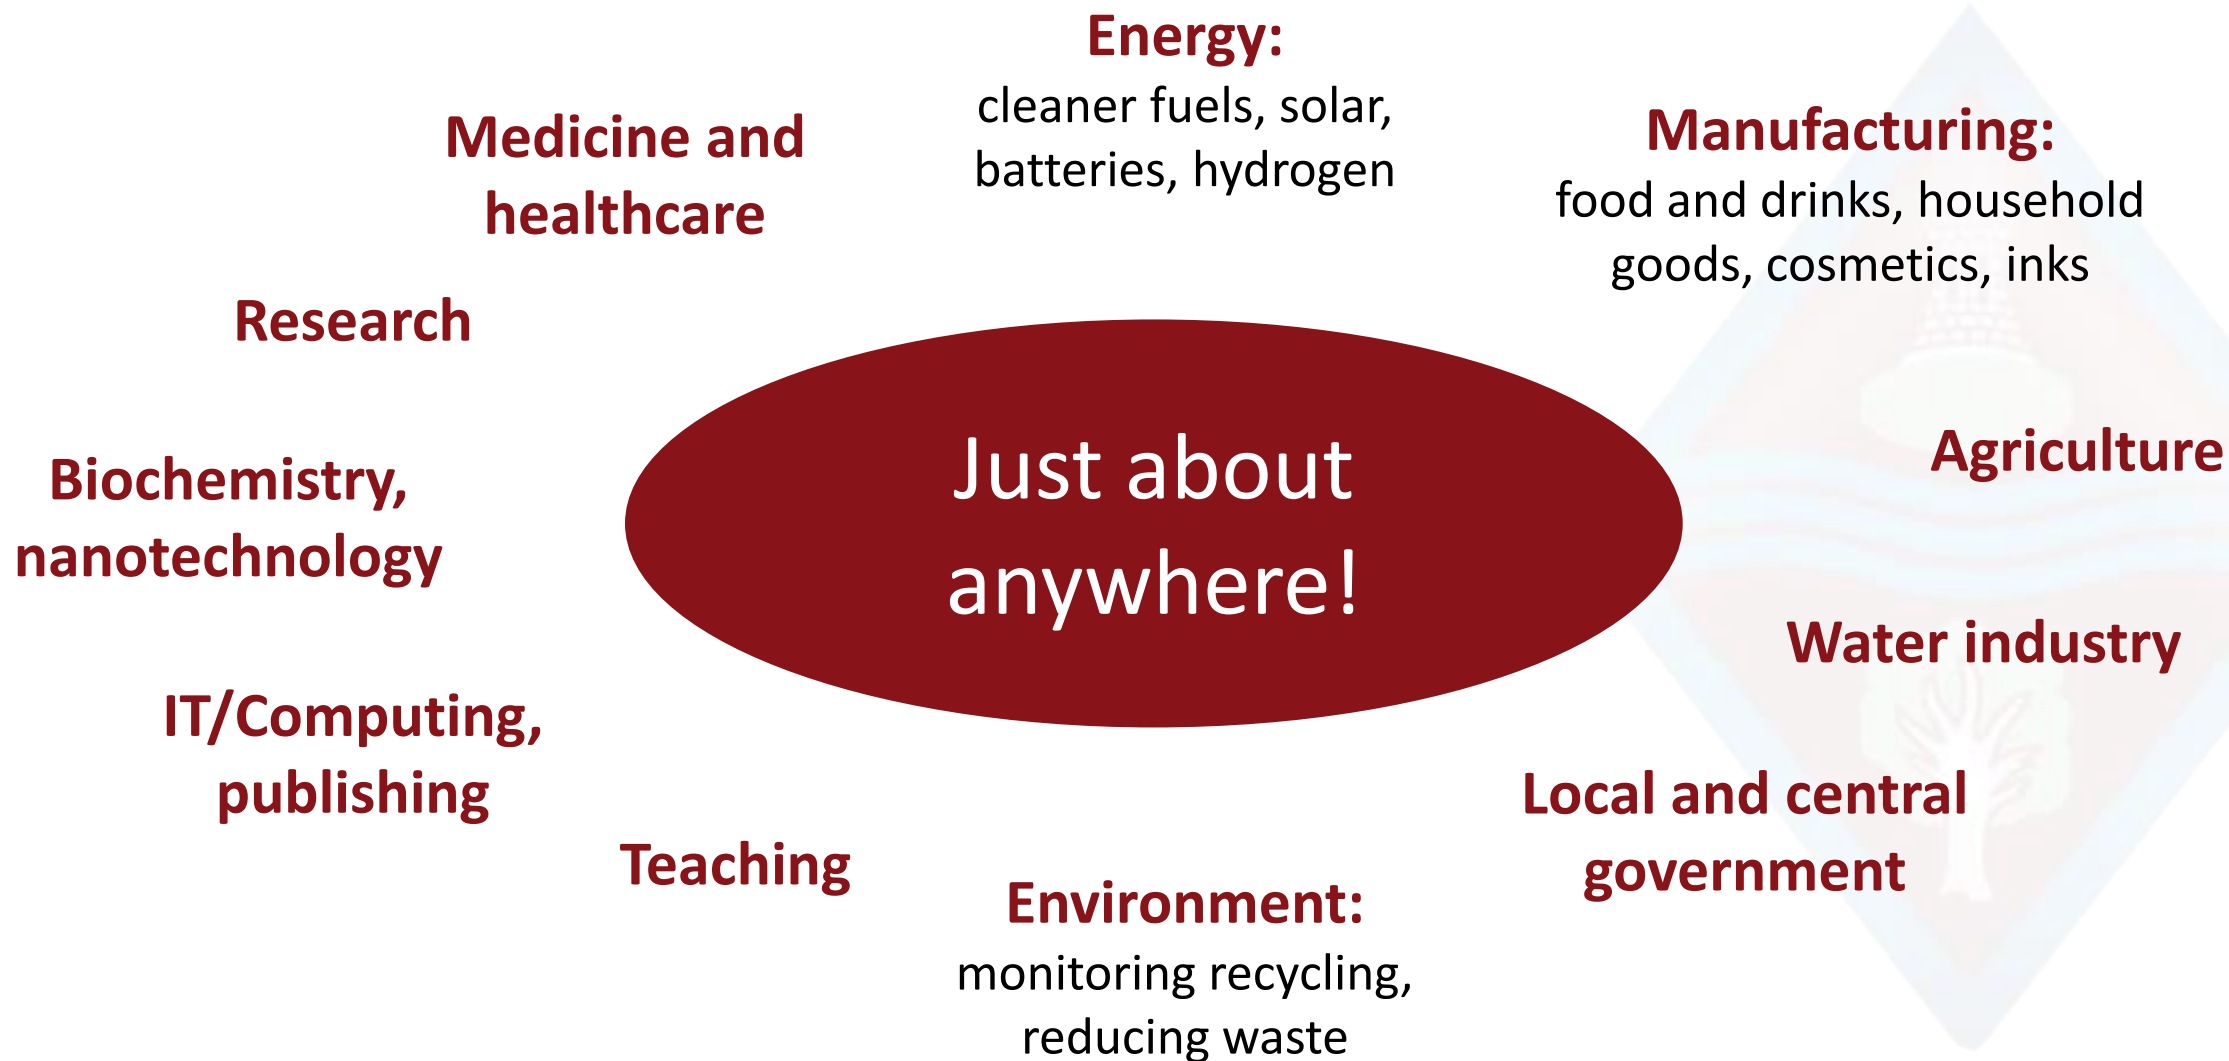 Energy:
cleaner fuels, solar,
batteries, hydrogen
Medicine and
healthcare
Manufacturing:
food and drinks, household
goods, cosmetics, inks
Research
Just about
anywhere!
Agriculture
Biochemistry,
nanotechnology
Water industry
IT/Computing,
publishing
Local and central
government
Teaching
Environment:
monitoring recycling,
reducing waste